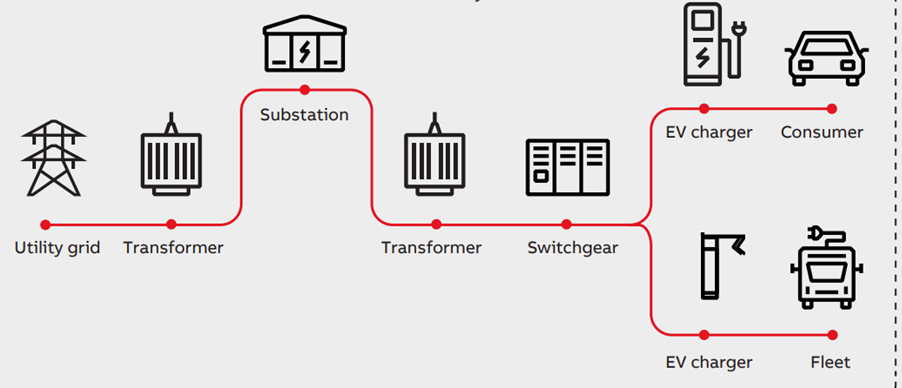 Substation
EV charger
Consumer
Utility grid
Transformer
Transformer
Switchgear
EV charger
Fleet